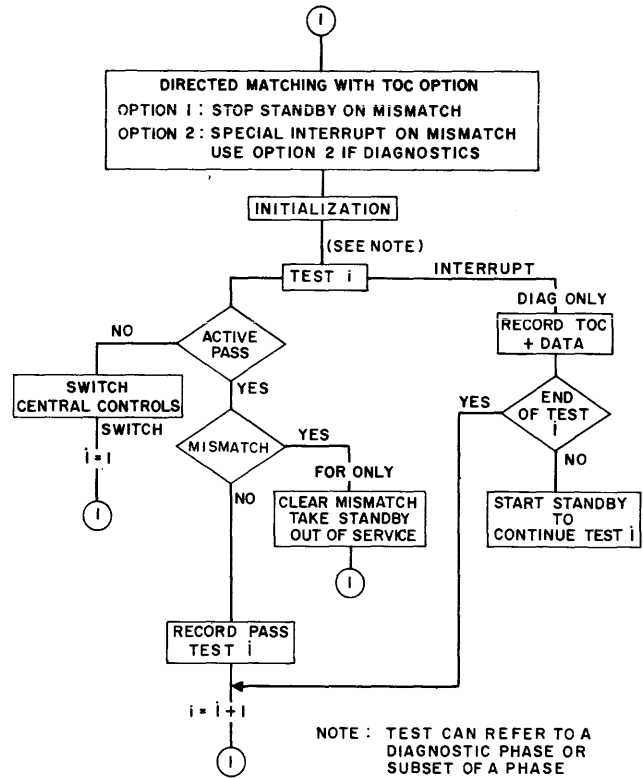 1
DIRECTED MATCHING WITH TOC OPTION
OPTION 1 : STOP STANDBY ON MISMATCH
OPTION 2 : SPECIAL INTERRUPT ON MISMATCH
USE OPTION 2 IF DIAGNOSTICS
INITIALIZATION
(SEE NOTE)
TEST i
INTERRUPT
DIAG ONLY
RECORD TOC
+ DATA
NO
ACTIVE
PASS
YES
SWITCH
CENTRAL CONTROLS
SWITCH
i = 1
1
MISMATCH
YES
FOR ONLY
NO
CLEAR MISMATCH
TAKE STANDBY
OUT OF SERVICE
1
YES
END
OF TEST
i
NO
START STANDBY
TO
CONTINUE TEST i
RECORD PASS
TEST i
i = i + 1
1
NOTE : TEST CAN REFER TO A
DIAGNOSTIC PHASE OR
SUBSET OF A PHASE